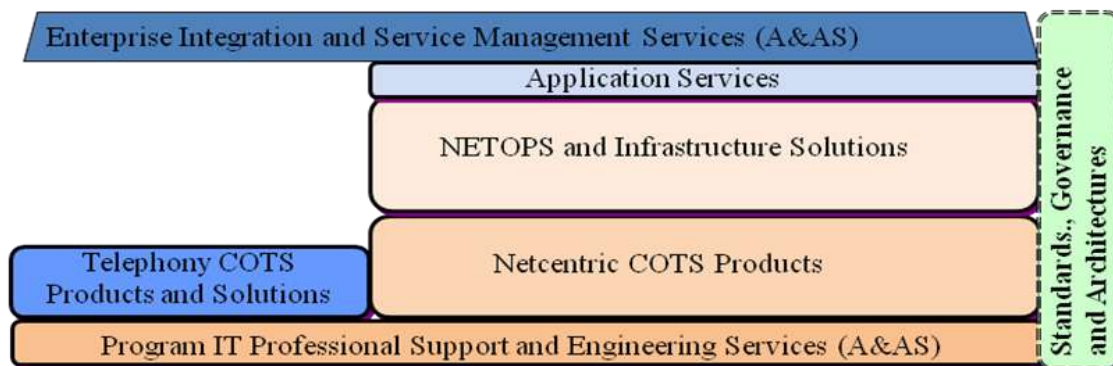 Enterprise Integration and Service Management Services (A&AS)
Application Services
NETOPS and Infrastructure Solutions
Telephony COTS
Products and Solutions
Netcentric COTS Products
Program IT Professional Support and Engineering Services (A&AS)
Standards., Governance
and Architectures